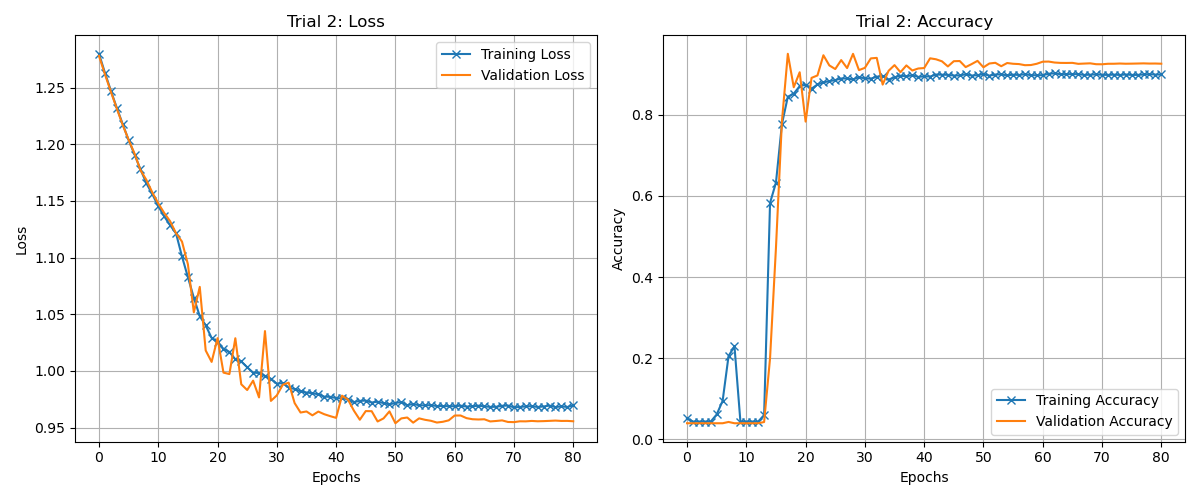 Trial 2: Loss
1.25
1.20
1.15
1.10
1.05
1.00
0.95
Loss
0 10 20 30 40 50 60 70 80
Epochs
Training Loss
Validation Loss
Trial 2: Accuracy
0.8
0.6
0.4
0.2
0.0
Accuracy
0 10 20 30 40 50 60 70 80
Epochs
Training Accuracy
Validation Accuracy